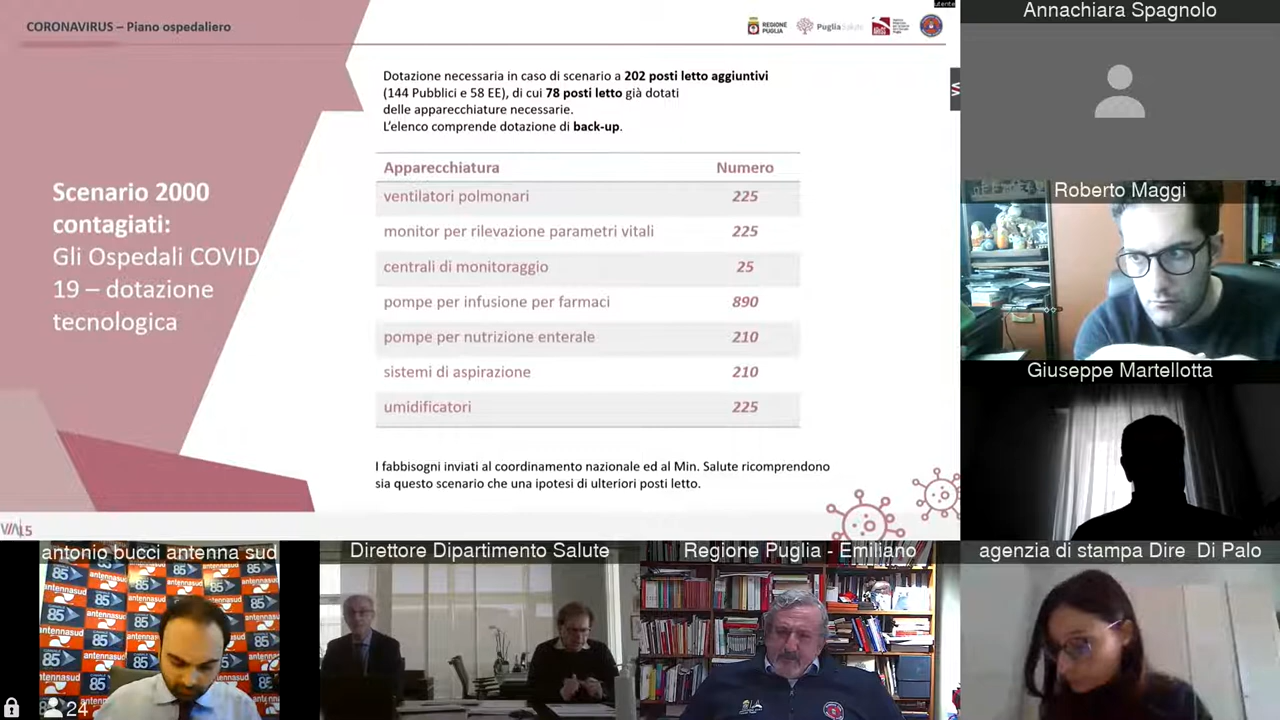 CORONAVIRUS – Piano ospedaliero
REGIONE
PUGLIA
PugliaSalute
utente
Dotazione necessaria in caso di scenario a 202 posti letto aggiuntivi
(144 Pubblici e 58 EE), di cui 78 posti letto già dotati
delle apparecchiature necessarie.
L'elenco comprende dotazione di back-up.
Scenario 2000
contagiati:
Gli Ospedali COVID
19 – dotazione
tecnologica
Apparecchiatura Numero
ventilatori polmonari 225
monitor per rilevazione parametri vitali 225
centrali di monitoraggio 25
pompe per infusione per farmaci 890
pompe per nutrizione enterale 210
sistemi di aspirazione 210
umidificatori 225
I fabbisogni inviati al coordinamento nazionale ed al Min. Salute ricomprendono
sia questo scenario che una ipotesi di ulteriori posti letto.
15
Annachiara Spagnolo
Roberto Maggi
Giuseppe Martellotta
antonio bucci antenna sud
85
antennasud
24
Direttore Dipartimento Salute
Regione Puglia - Emiliano
agenzia di stampa Dire Di Palo